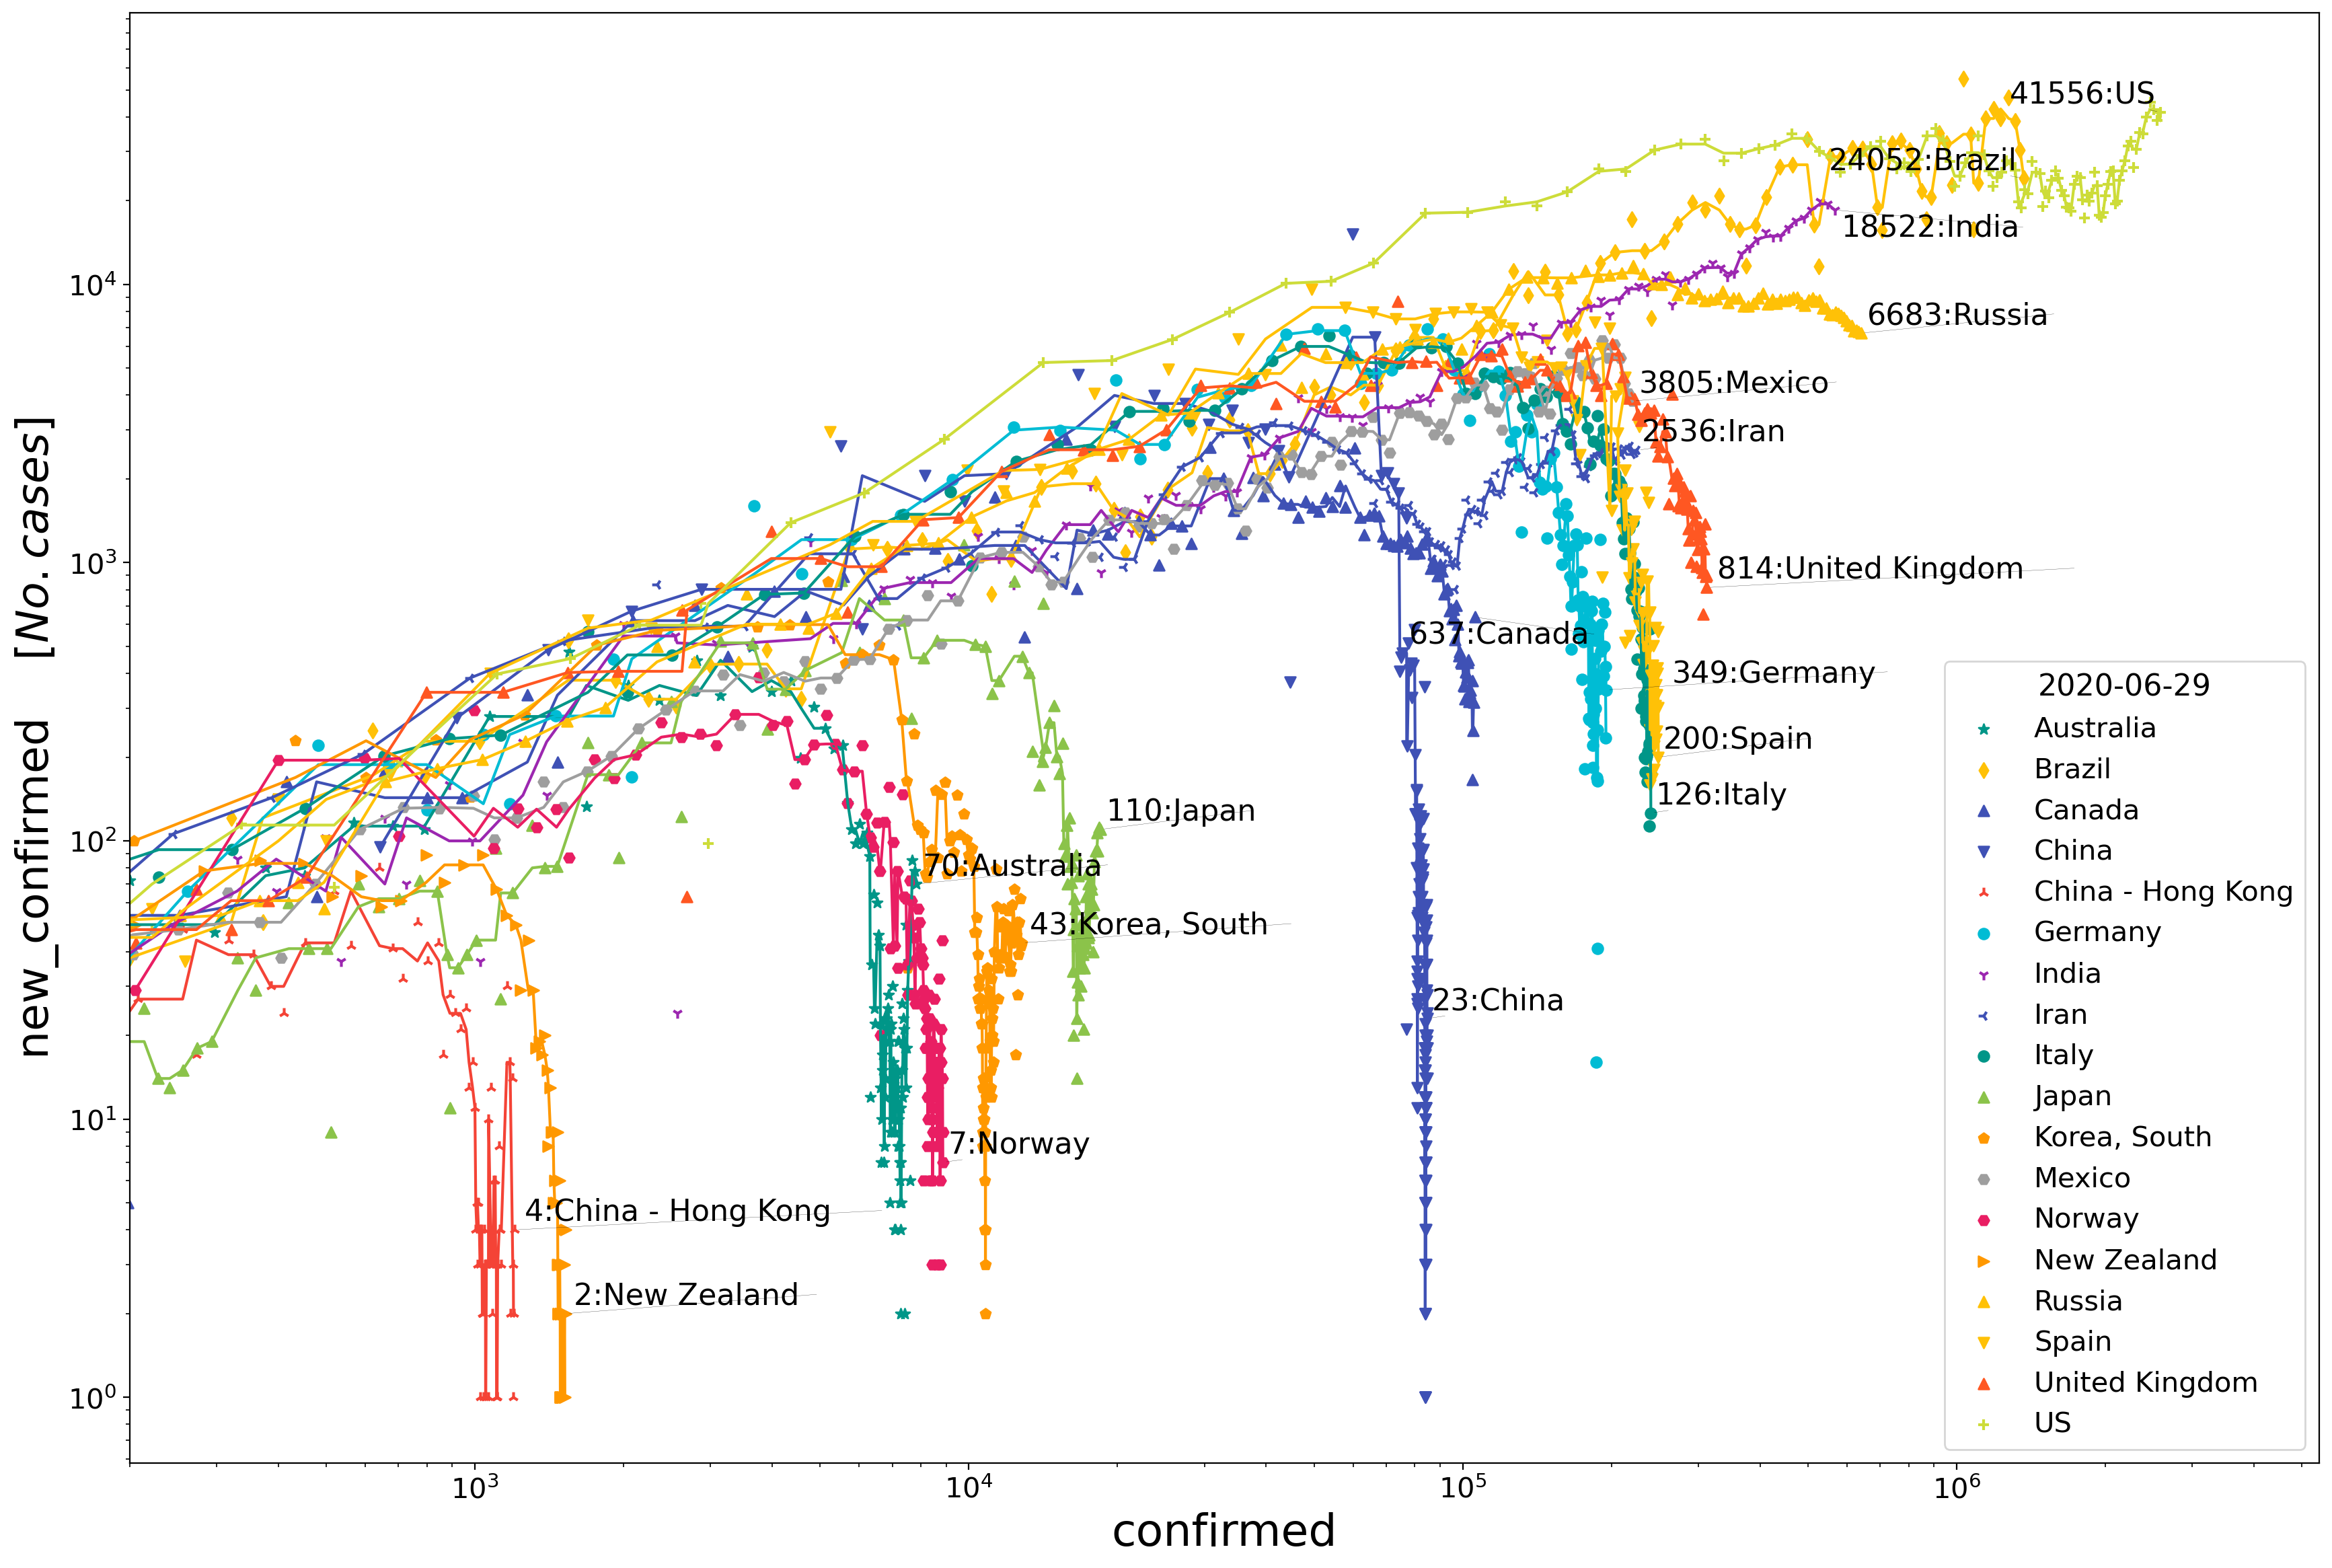 41556:US
24052:Brazil
18522:India
10⁴
6683:Russia
3805:Mexico
2536:Iran
10³
814:United Kingdom
637:Canada
349:Germany
200:Spain
126:Italy
110:Japan
10²
70:Australia
43:Korea, South
23:China
10¹
7:Norway
4:China - Hong Kong
2:New Zealand
10⁰
new_confirmed [No.cases]
2020-06-29
Australia
Brazil
Canada
China
China - Hong Kong
Germany
India
Iran
Italy
Japan
Korea, South
Mexico
Norway
New Zealand
Russia
Spain
United Kingdom
US
10³ 10⁴ 10⁵ 10⁶
confirmed